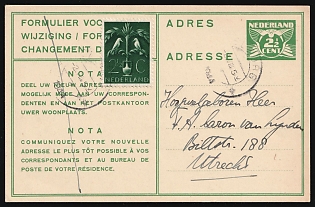 FORMULIER VOO
WIJZIGING / FOR
CHANGEMENT D
NOTA
DEEL UW NIEUW ADRES
MOGELIJK MEDE AAN UW CORRESPON-
DENTEN EN AAN HET POSTKANTOOR
UWER WOONPLAATS.
NOTA
COMMUNIQUEZ VOTRE NOUVELLE
ADRESSE LE PLUS TÔT POSSIBLE À VOS
CORRESPONDANTS ET AU BUREAU DE
POSTE DE VOTRE RÉSIDENCE.
NEDERLAND
ADRES
ADRESSE
NEDERLAND
2½
CENT
Hooggeboren Heer
Baron van Lynden
Biltstr. 188
Utrecht